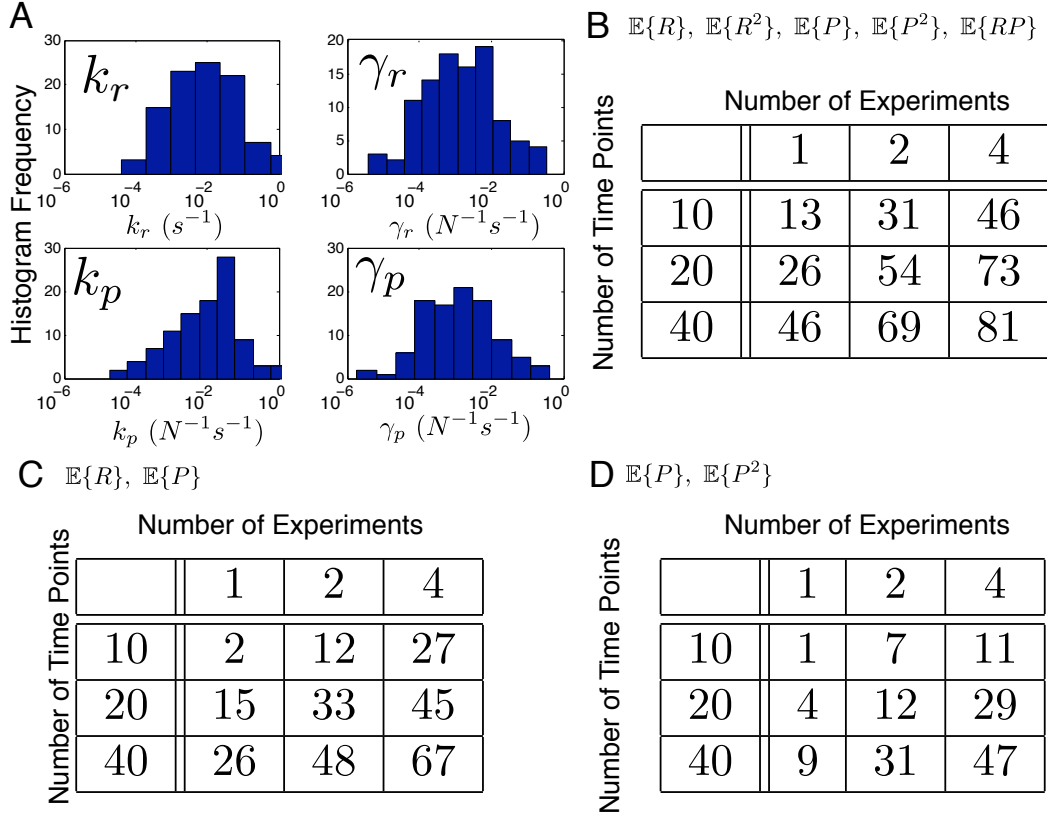 A
Histogram Frequency
30
20
10
0
k_r
10^{-6} 10^{-4} 10^{-2} 10^{0}
k_r (s^{-1})
20
15
10
5
0
γ_r
10^{-6} 10^{-4} 10^{-2} 10^{0}
γ_r (N^{-1}s^{-1})
30
20
10
0
k_p
10^{-6} 10^{-4} 10^{-2} 10^{0}
k_p (N^{-1}s^{-1})
30
20
10
0
γ_p
10^{-6} 10^{-4} 10^{-2} 10^{0}
γ_p (N^{-1}s^{-1})
B 𝔼{R}, 𝔼{R²}, 𝔼{P}, 𝔼{P²}, 𝔼{RP}
Number of Experiments
Number of Time Points
1 2 4
10 13 31 46
20 26 54 73
40 46 69 81
C 𝔼{R}, 𝔼{P}
Number of Experiments
Number of Time Points
1 2 4
10 2 12 27
20 15 33 45
40 26 48 67
D 𝔼{P}, 𝔼{P²}
Number of Experiments
Number of Time Points
1 2 4
10 1 7 11
20 4 12 29
40 9 31 47